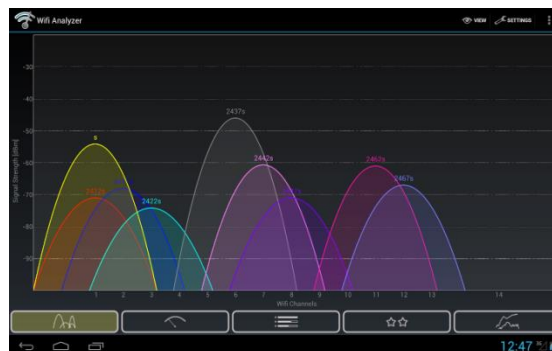 Wifi Analyzer
VIEW
SETTINGS
-30
-40
-50
-60
-70
-80
-90
Signal Strength [dBm]
s
2437s
2442s
2462s
2467s
2422s
1 2 3 4 5 6 7 8 9 10 11 12 13 14
Wifi Channels
12:47